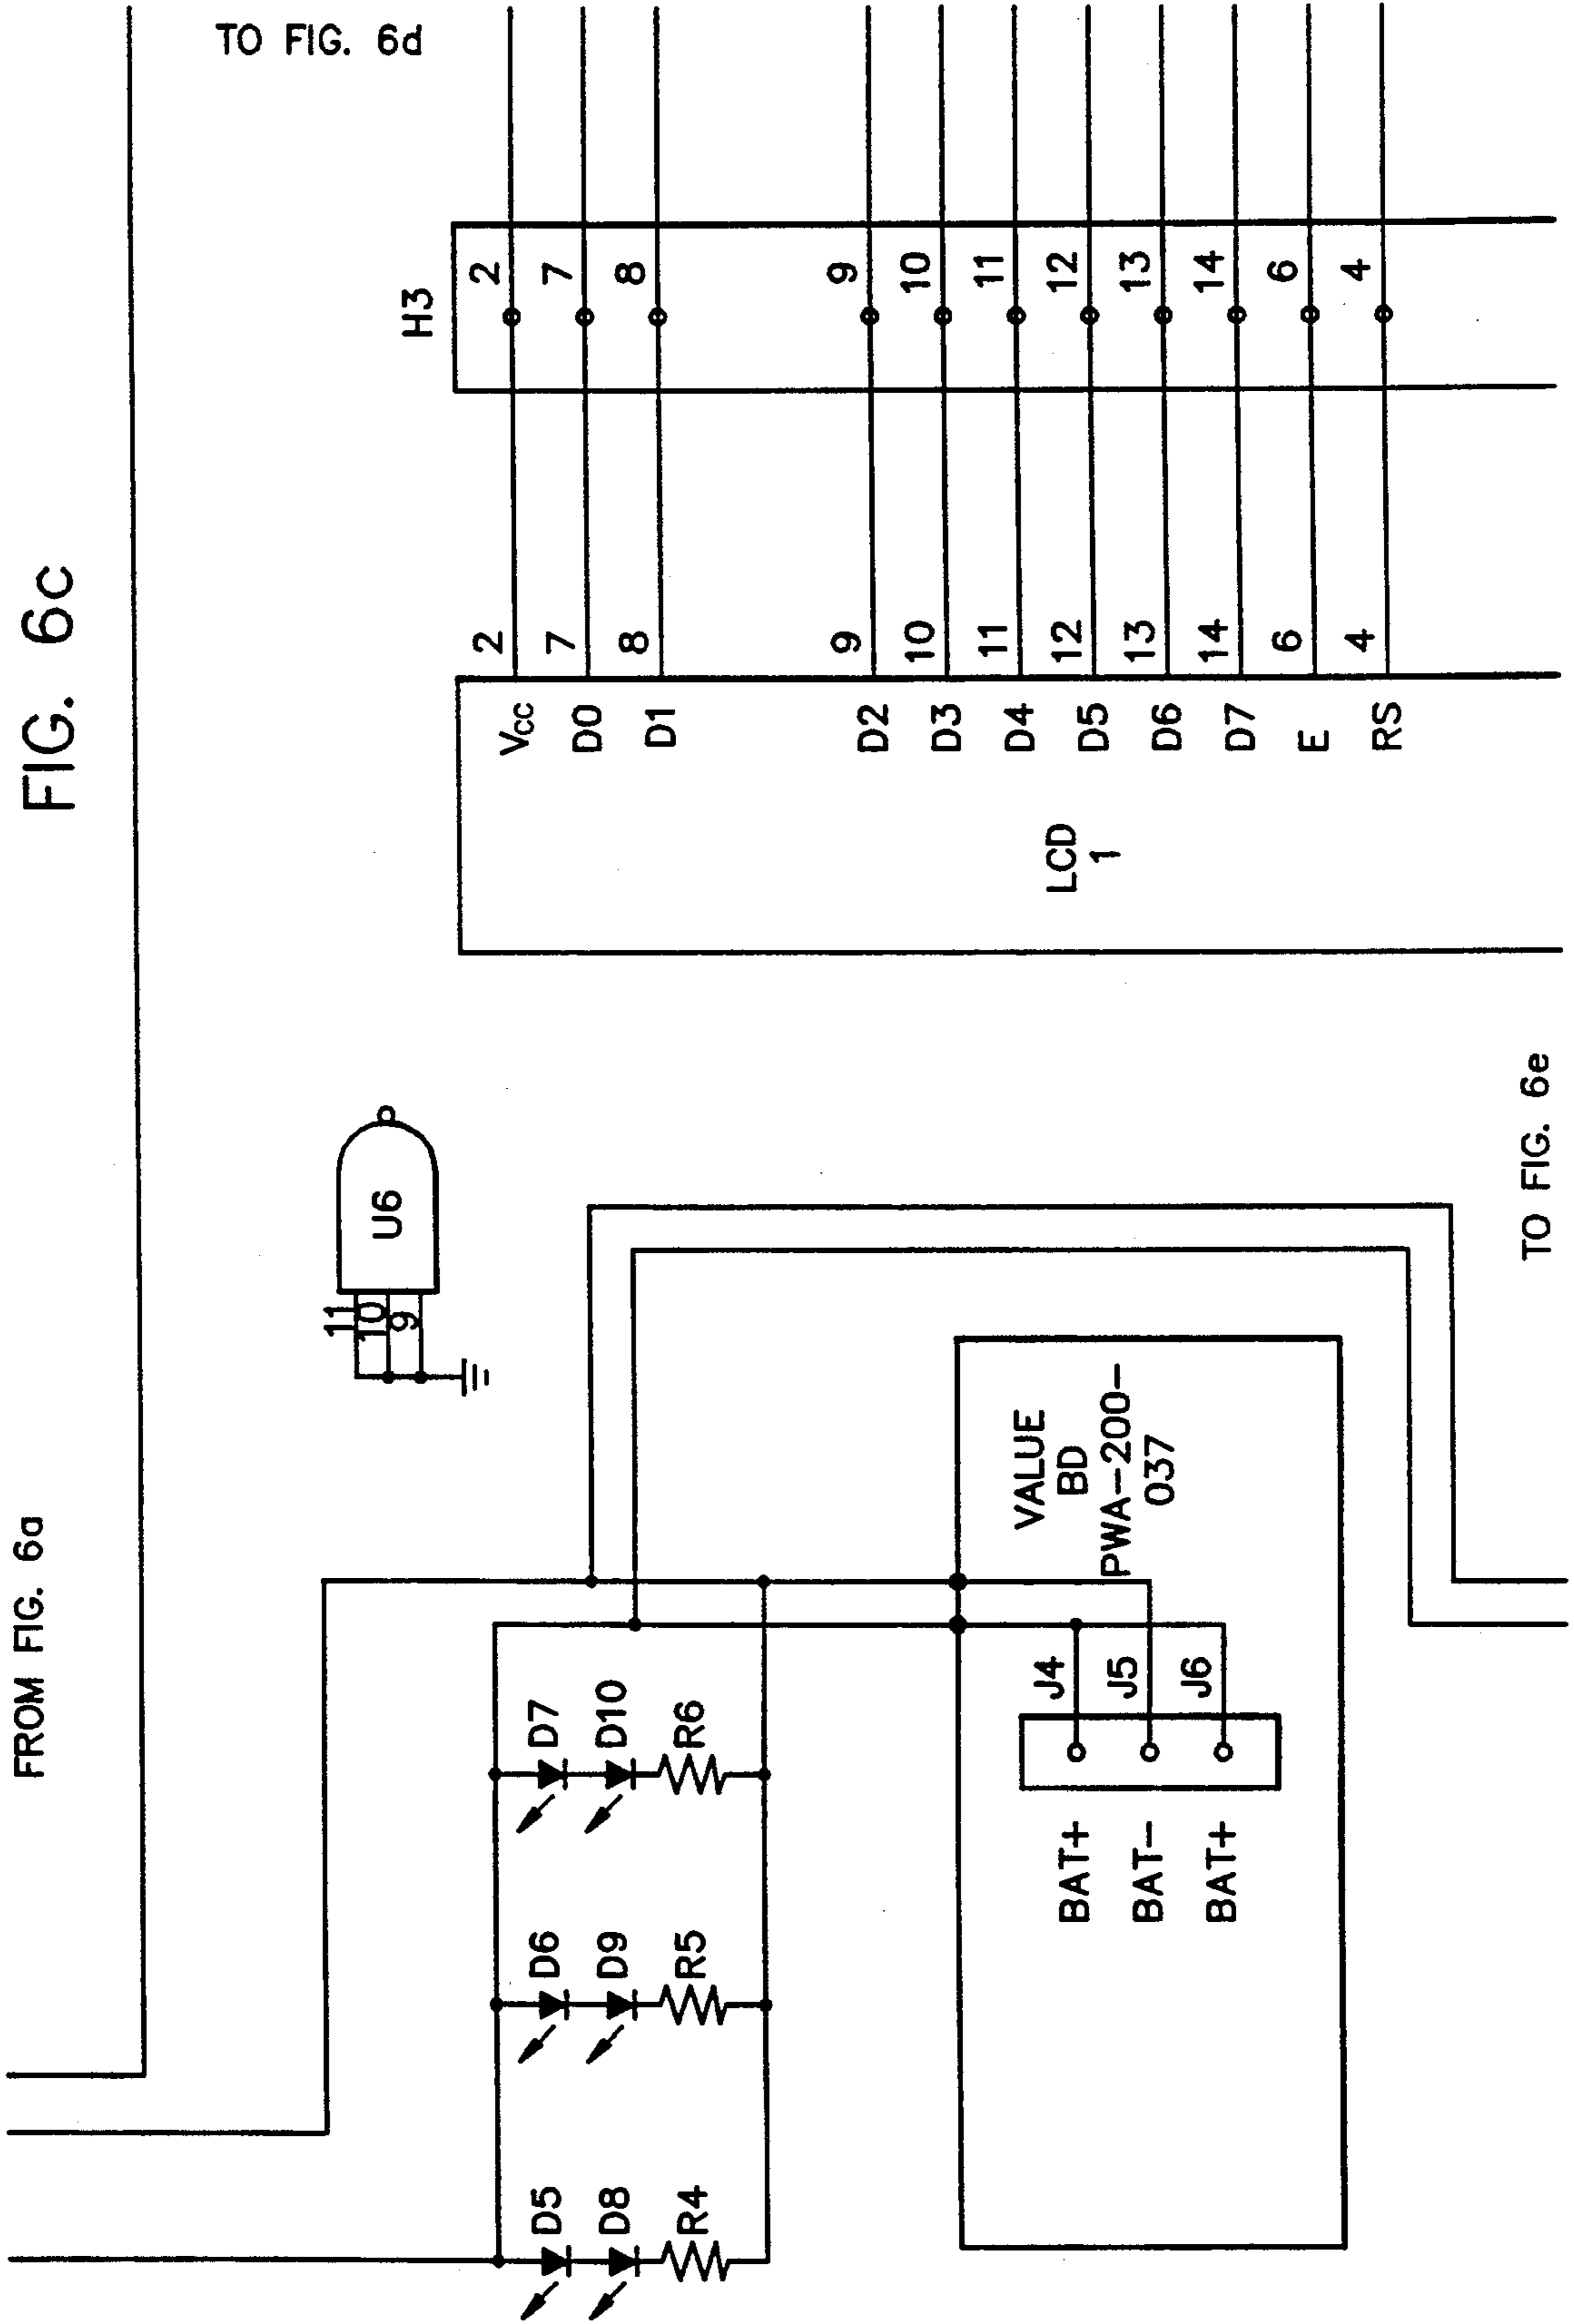 FIG. 6c
FROM FIG. 6a
TO FIG. 6d
D5
D8
R4
D6
D9
R5
D7
D10
R6
11
10
9
U6
VALUE
BD
PWA-200-
037
BAT+
BAT-
BAT+
J4
J5
J6
LCD
1
Vcc
D0
D1
D2
D3
D4
D5
D6
D7
E
RS
2
7
8
9
10
11
12
13
14
6
4
H3
2
7
8
9
10
11
12
13
14
6
4
TO FIG. 6e